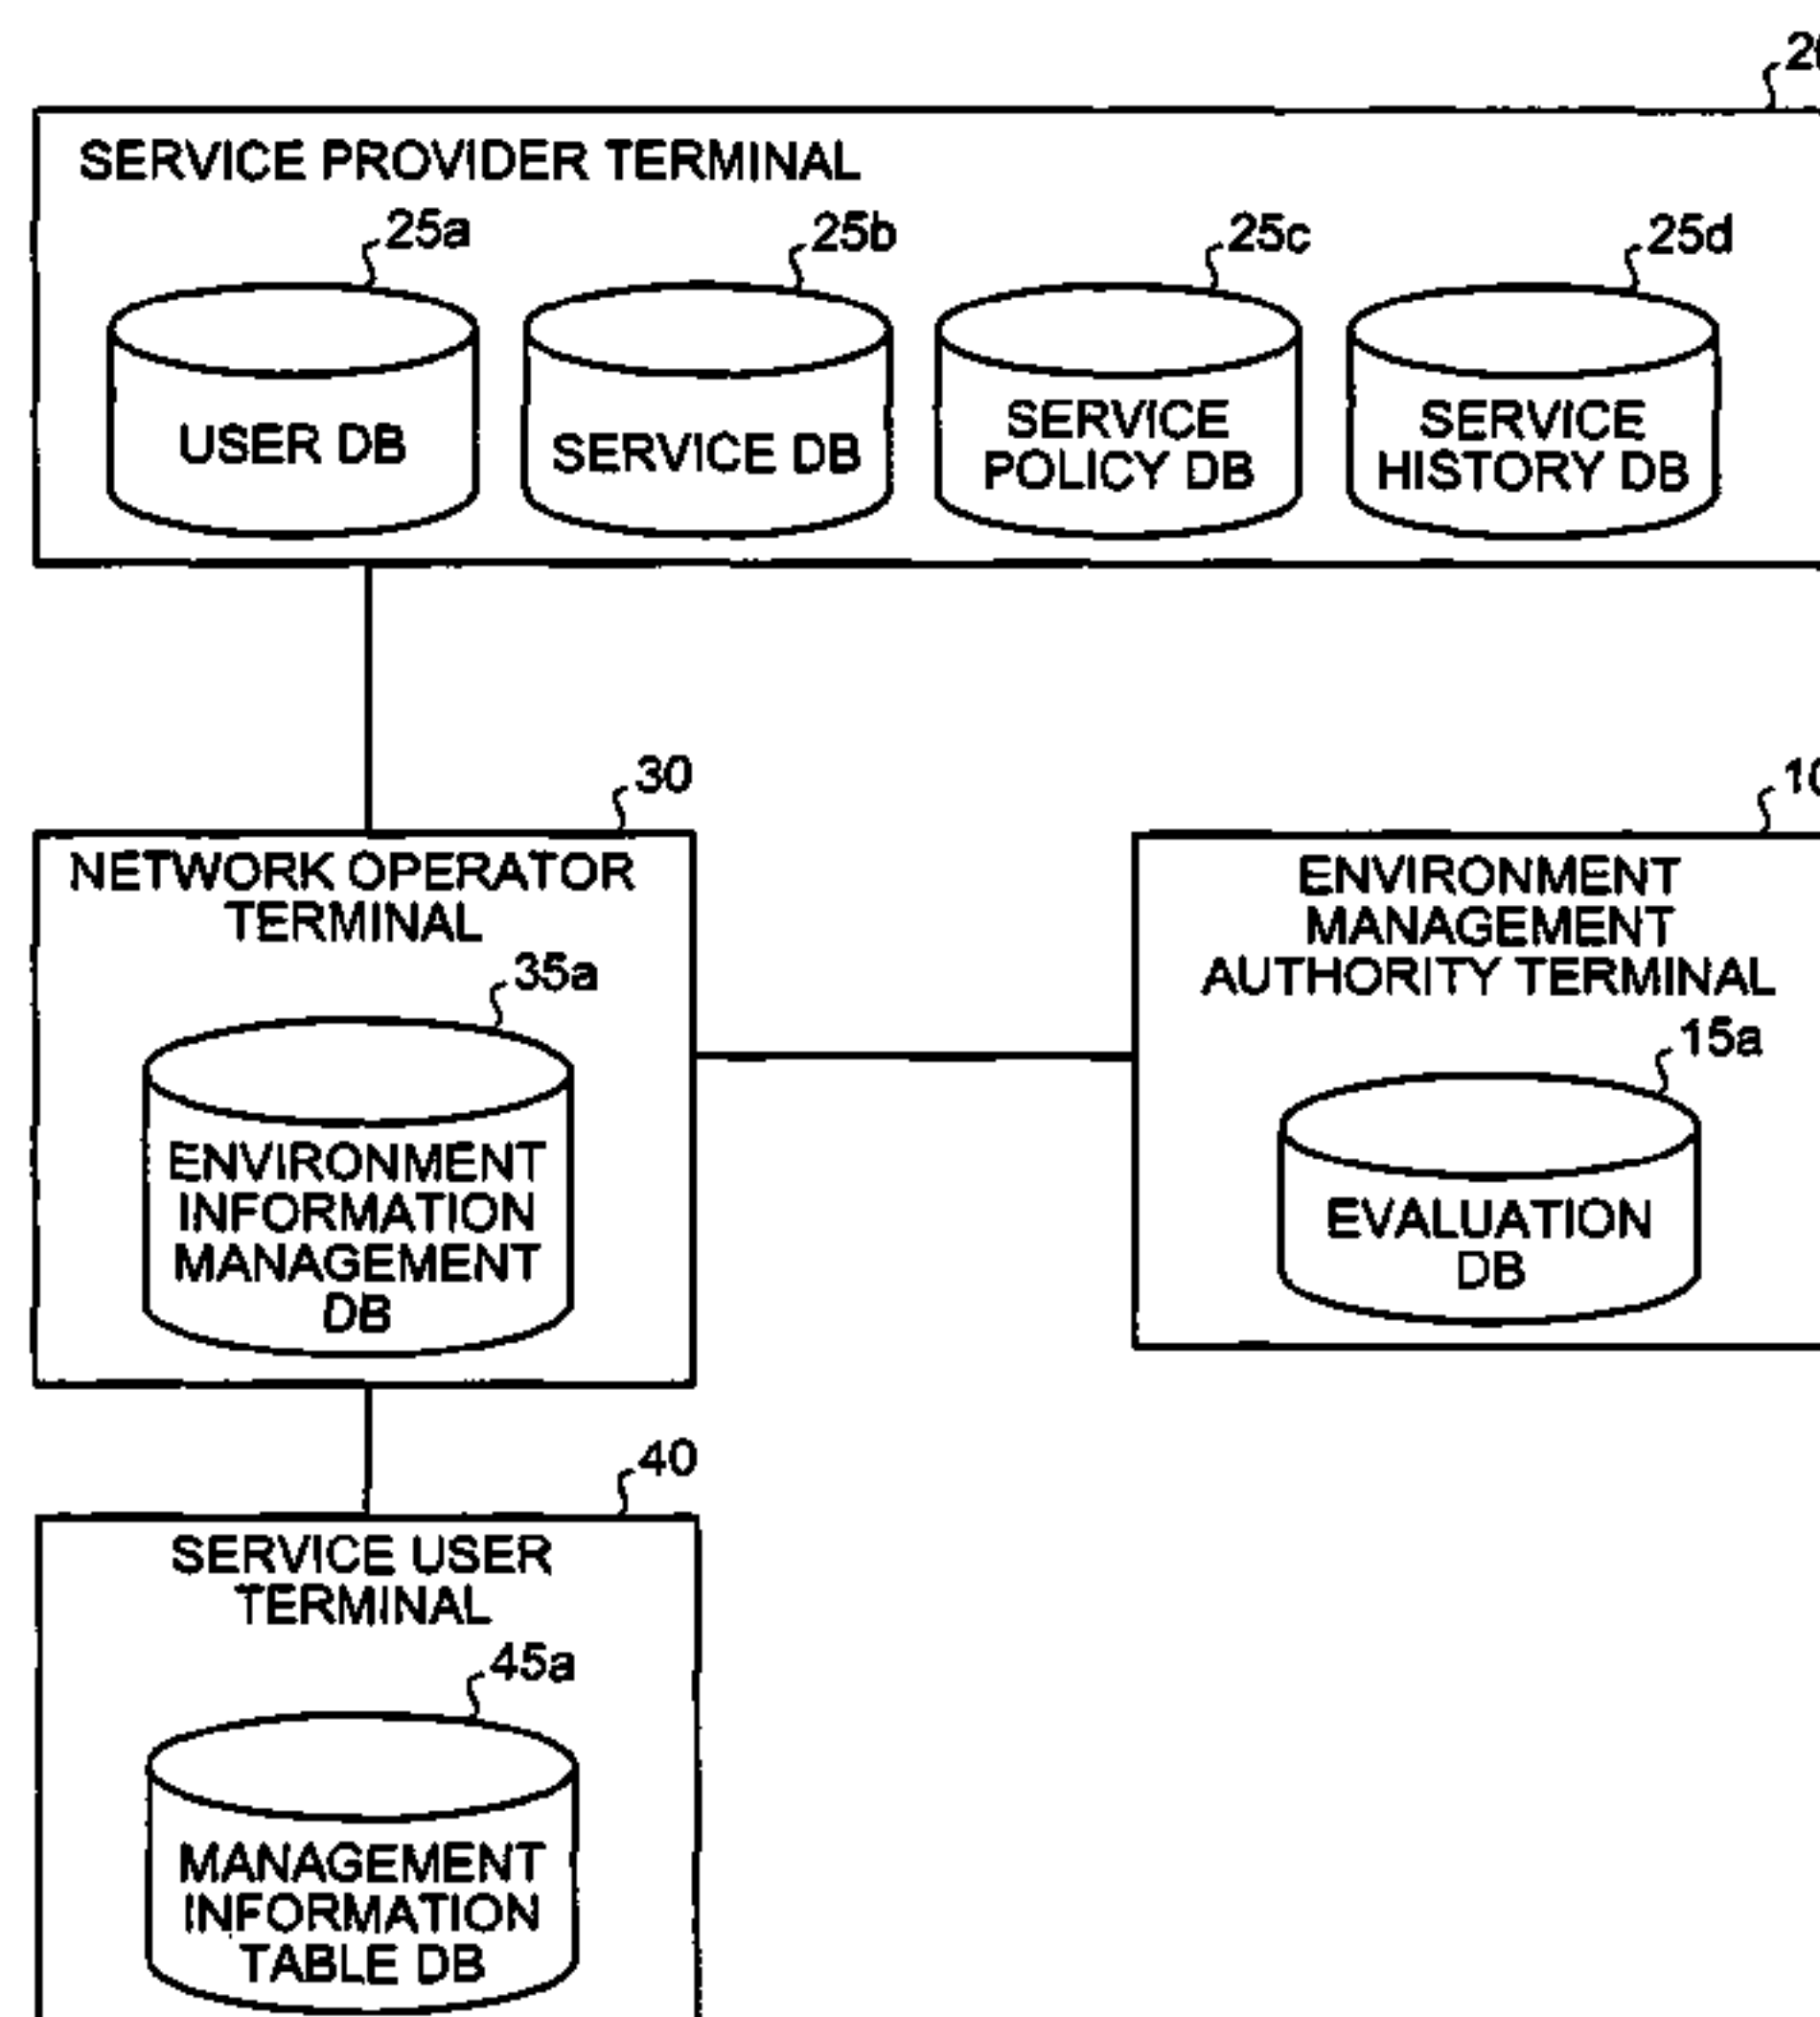 20
SERVICE PROVIDER TERMINAL
25a
25b
25c
25d
USER DB
SERVICE DB
SERVICE
POLICY DB
SERVICE
HISTORY DB
30
NETWORK OPERATOR
TERMINAL
35a
ENVIRONMENT
INFORMATION
MANAGEMENT
DB
10
ENVIRONMENT
MANAGEMENT
AUTHORITY TERMINAL
15a
EVALUATION
DB
40
SERVICE USER
TERMINAL
45a
MANAGEMENT
INFORMATION
TABLE DB